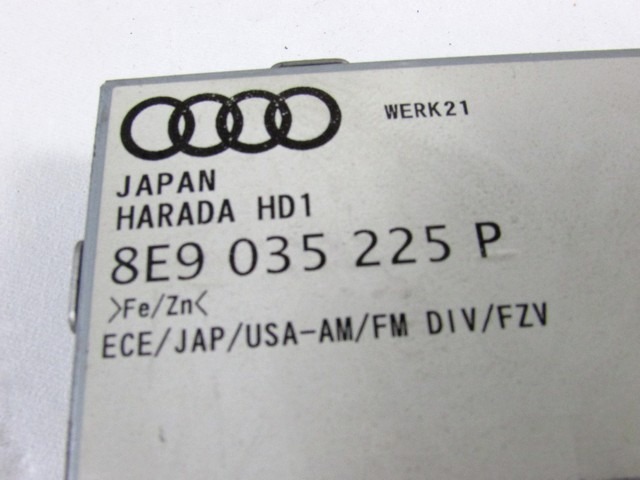 WERK21
JAPAN
HARADA HD1
8E9 035 225 P
>Fe/Zn<
ECE/JAP/USA-AM/FM DIV/FZV